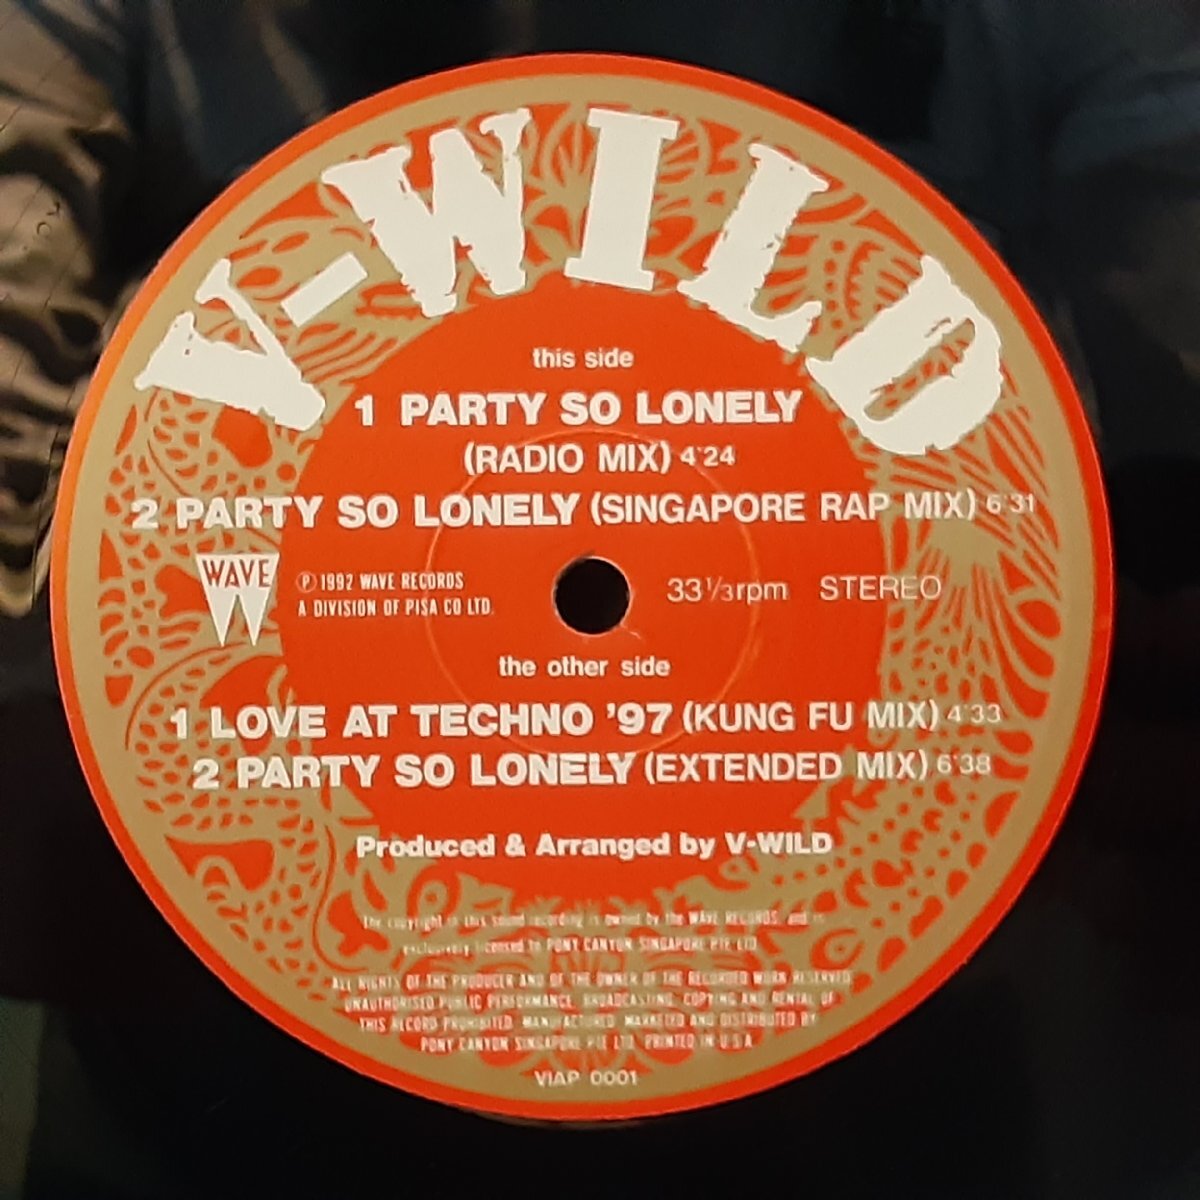 V-WILD
this side
1 PARTY SO LONELY
(RADIO MIX) 4'24
2 PARTY SO LONELY (SINGAPORE RAP MIX) 6'31
WAVE
W
Ⓟ 1992 WAVE RECORDS
A DIVISION OF PISA CO LTD.
33 1/3 rpm STEREO
the other side
1 LOVE AT TECHNO '97 (KUNG FU MIX) 4'33
2 PARTY SO LONELY (EXTENDED MIX) 6'38
Produced & Arranged by V-WILD
The copyright in this sound recording is owned by the WAVE RECORDS, and is
exclusively licensed to PONY CANYON SINGAPORE PTE LTD
ALL RIGHTS OF THE PRODUCER AND OF THE OWNER OF THE RECORDED WORK RESERVED.
UNAUTHORISED PUBLIC PERFORMANCE, BROADCASTING, COPYING AND RENTAL OF
THIS RECORD PROHIBITED. MANUFACTURED, MARKETED AND DISTRIBUTED BY
PONY CANYON SINGAPORE PTE LTD. PRINTED IN U.S.A.
VIAP 0001